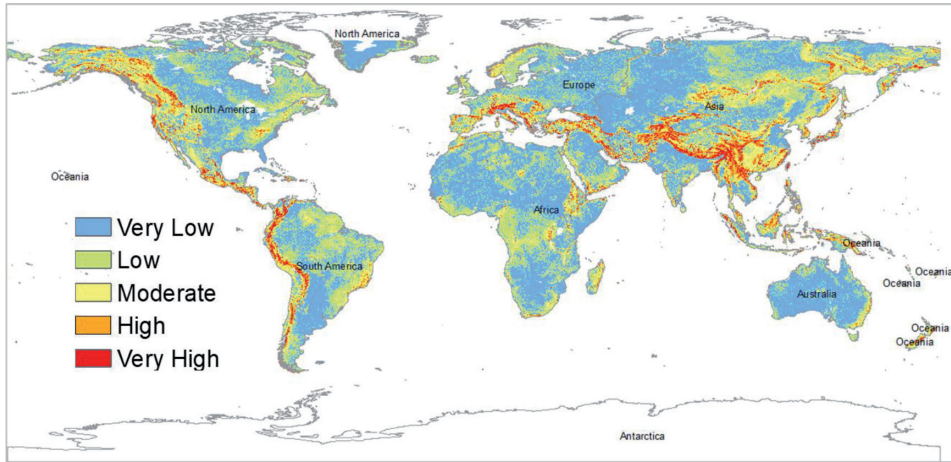 North America
Europe
Asia
North America
Oceania
Africa
Very Low
Low
Oceania
South America
Oceania
Oceania
Moderate
Australia
High
Oceania
Oceania
Very High
Antarctica